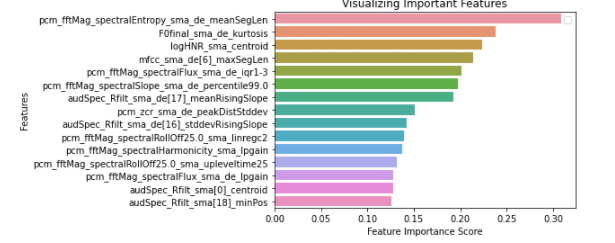 Visualizing Important Features
pcm_fftMag_spectralEntropy_sma_de_meanSegLen
F0final_sma_de_kurtosis
logHNR_sma_centroid
mfcc_sma_de[6]_maxSegLen
pcm_fftMag_spectralFlux_sma_de_iqr1-3
pcm_fftMag_spectralSlope_sma_de_percentile99.0
audSpec_Rfilt_sma_de[17]_meanRisingSlope
pcm_zcr_sma_de_peakDistStddev
audSpec_Rfilt_sma_de[16]_stddevRisingSlope
pcm_fftMag_spectralRollOff25.0_sma_linregc2
pcm_fftMag_spectralHarmonicity_sma_lpgain
pcm_fftMag_spectralRollOff25.0_sma_upleveltime25
pcm_fftMag_spectralFlux_sma_de_lpgain
audSpec_Rfilt_sma[0]_centroid
audSpec_Rfilt_sma[18]_minPos
Features
0.00 0.05 0.10 0.15 0.20 0.25 0.30
Feature Importance Score